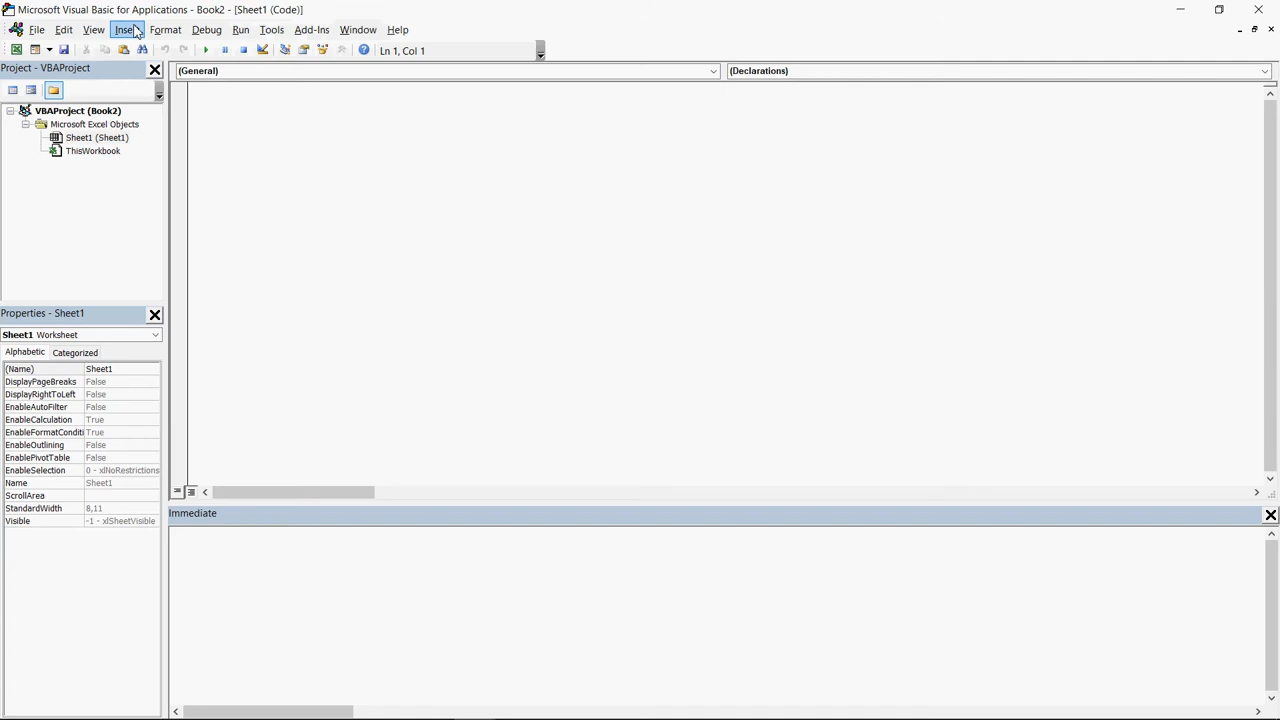 Microsoft Visual Basic for Applications - Book2 - [Sheet1 (Code)]
File Edit View Inse Format Debug Run Tools Add-Ins Window Help
Ln 1, Col 1
Project - VBAProject
(General)
(Declarations)
VBAProject (Book2)
Microsoft Excel Objects
Sheet1 (Sheet1)
ThisWorkbook
Properties - Sheet1
Sheet1 Worksheet
Alphabetic Categorized
(Name) Sheet1
DisplayPageBreaks False
DisplayRightToLeft False
EnableAutoFilter False
EnableCalculation True
EnableFormatConditi True
EnableOutlining False
EnablePivotTable False
EnableSelection 0 - xlNoRestrictions
Name Sheet1
ScrollArea
StandardWidth 8,11
Visible -1 - xlSheetVisible
Immediate